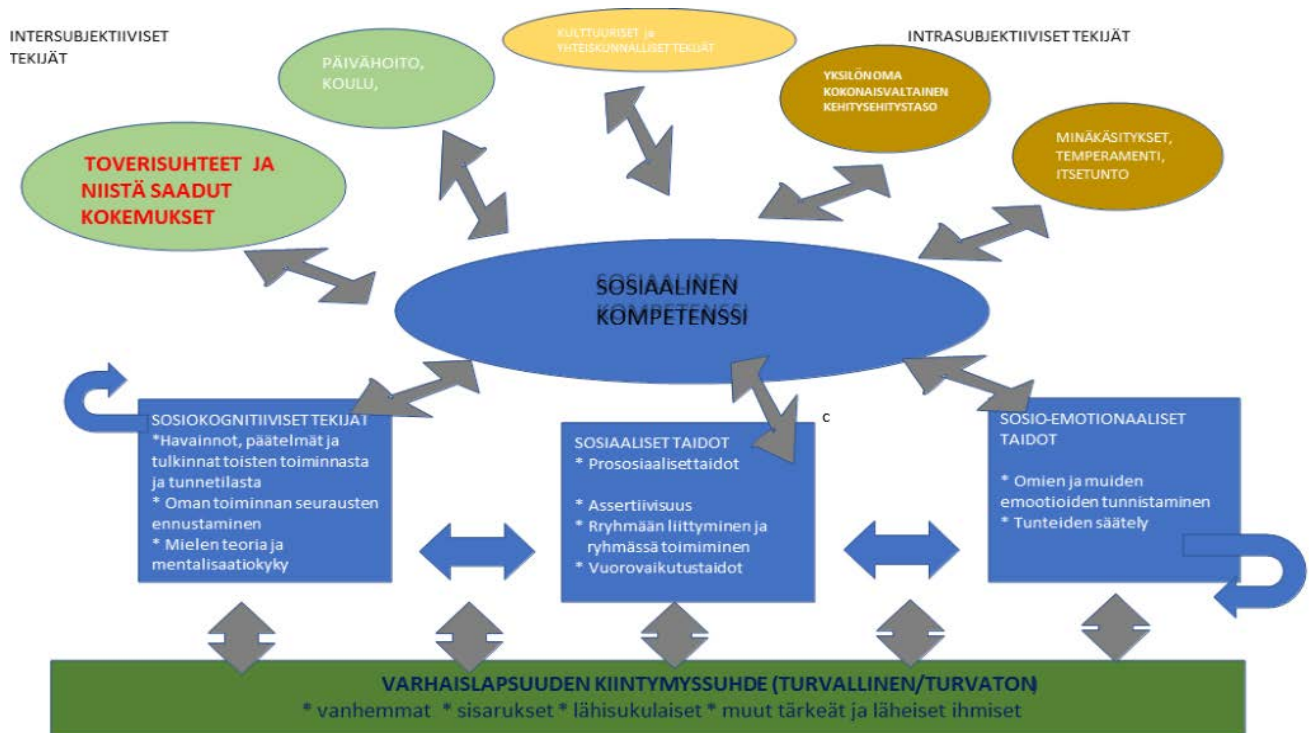 INTERSUBJEKTIIVISET
TEKIJÄT
PÄIVÄHOITO,
KOULU,
KULTTUURISET ja
YHTEISKUNNALLISET TEKIJÄT
INTRASUBJEKTIIVISET TEKIJÄT
YKSILÖN OMA
KOKONAISVALTAINEN
KEHITYSEHITYSTASO
MINÄKÄSITYKSET,
TEMPERAMENTI,
ITSETUNTO
TOVERISUHTEET JA
NIISTÄ SAADUT
KOKEMUKSET
SOSIAALINEN
KOMPETENSSI
SOSIOKOGNITIIVISET TEKIJÄT
*Havainnot, päätelmät ja
tulkinnat toisten toiminnasta
ja tunnetilasta
* Oman toiminnan seurausten
ennustaminen
* Mielen teoria ja
mentalisaatiokyky
SOSIAALISET TAIDOT
* Prososiaalisettaidot
* Assertiivisuus
* Rryhmään liittyminen ja
ryhmässä toimiminen
* Vuorovaikutustaidot
c
SOSIO-EMOTIONAALISET
TAIDOT
* Omien ja muiden
emootioiden tunnistaminen
* Tunteiden säätely
VARHAISLAPSUUDEN KIINTYMYSSUHDE (TURVALLINEN/TURVATON)
* vanhemmat * sisarukset * lähisukulaiset * muut tärkeät ja läheiset ihmiset